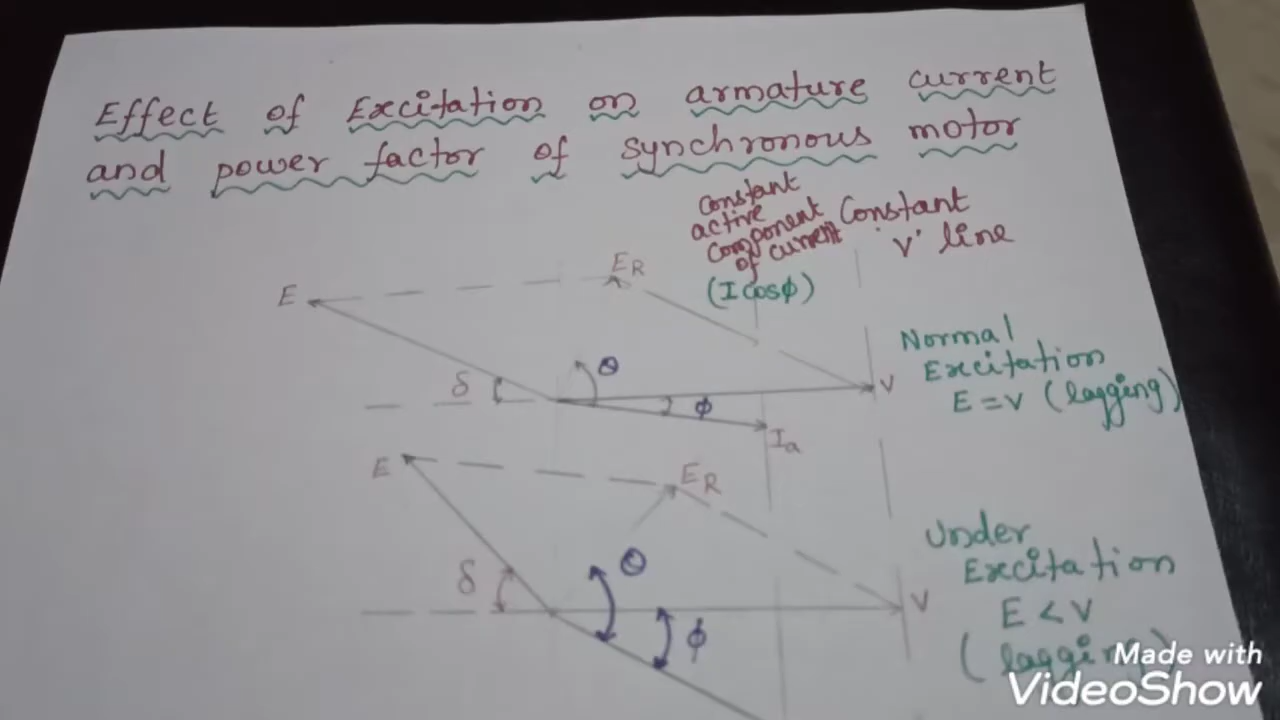 Effect of Excitation on armature current
and power factor of synchronous motor
constant
active
component
of current
(I cosϕ)
Constant
'V' line
E
E_R
δ
θ
ϕ
V
I_a
Normal
Excitation
E = V (lagging)
E
E_R
δ
θ
ϕ
V
Under
Excitation
E < V
(lagging)
Made with
VideoShow